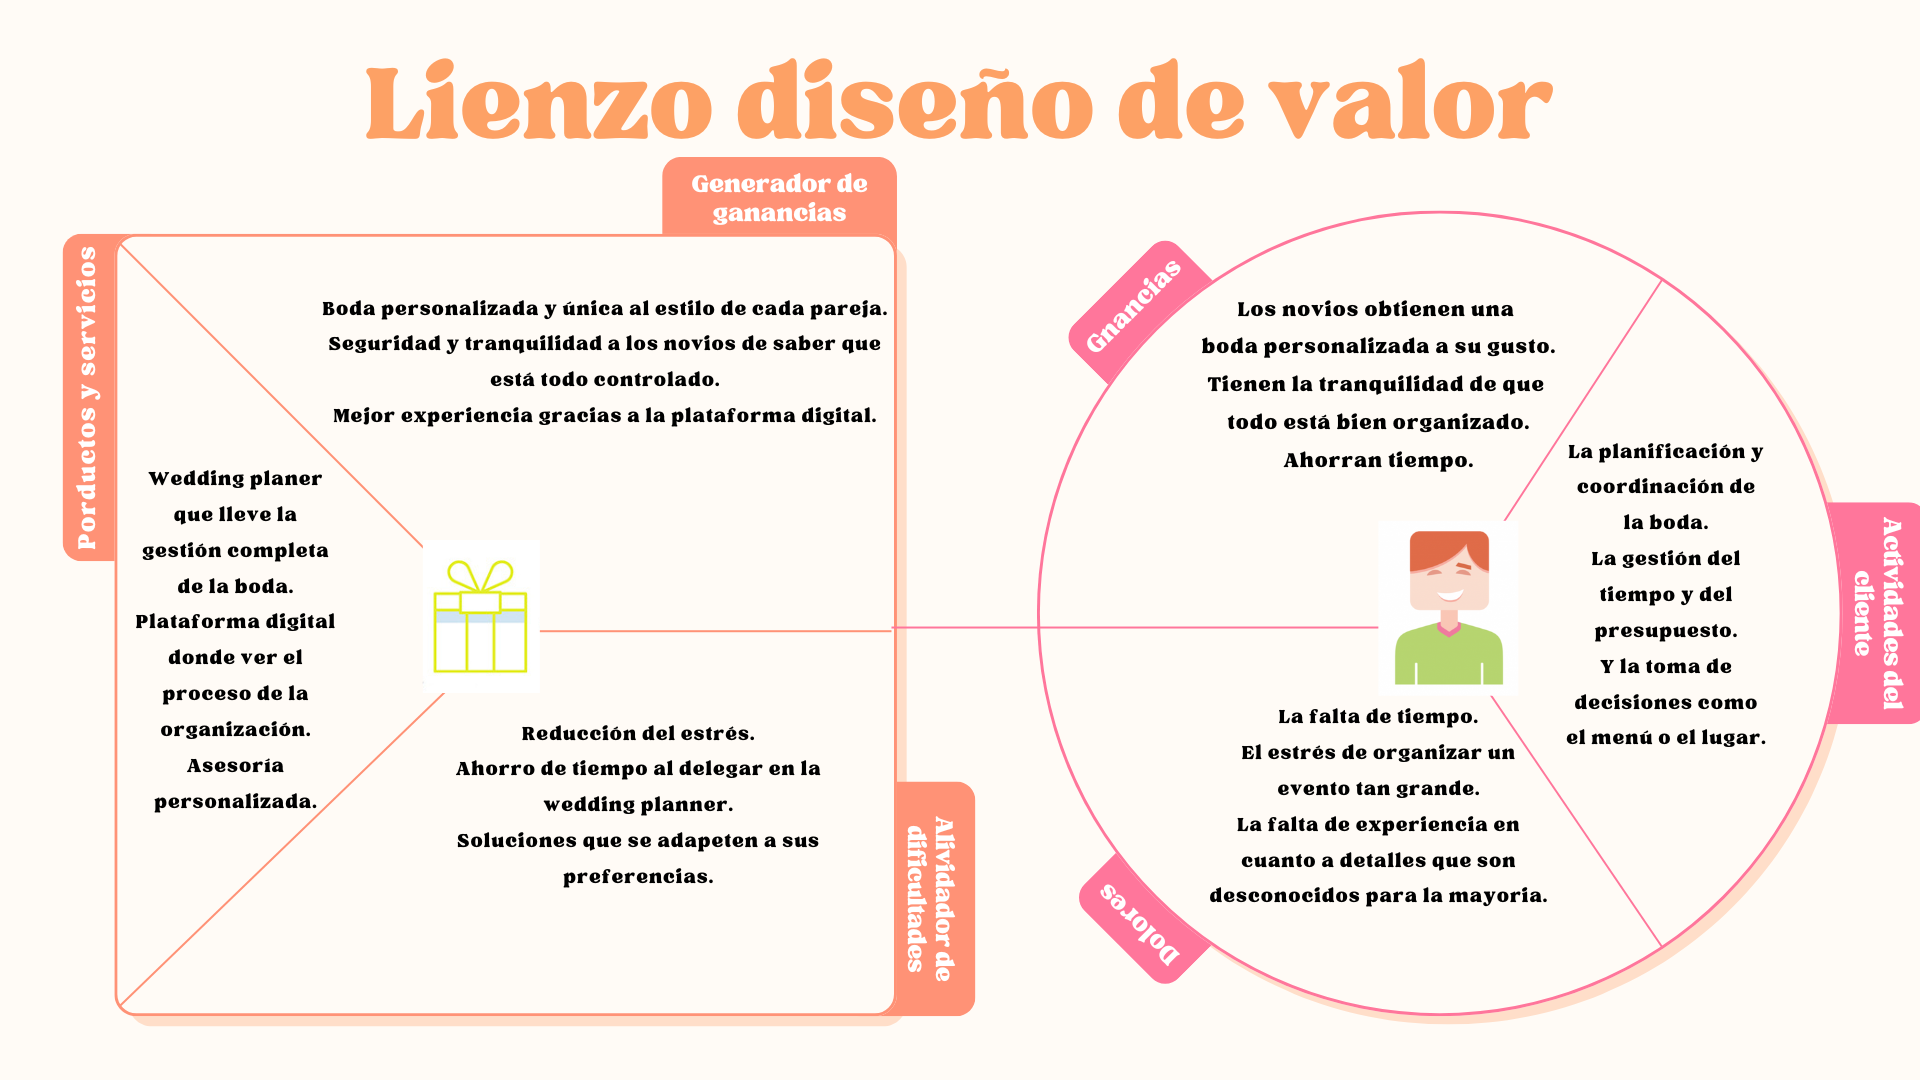 Lienzo diseño de valor
Generador de
ganancias
Porductos y servicios
Boda personalizada y única al estilo de cada pareja.
Seguridad y tranquilidad a los novios de saber que
está todo controlado.
Mejor experiencia gracias a la plataforma digital.
Wedding planer
que lleve la
gestión completa
de la boda.
Plataforma digital
donde ver el
proceso de la
organización.
Asesoría
personalizada.
Reducción del estrés.
Ahorro de tiempo al delegar en la
wedding planner.
Soluciones que se adapeten a sus
preferencias.
Alividador de
dificultades
Gnancias
Los novios obtienen una
boda personalizada a su gusto.
Tienen la tranquilidad de que
todo está bien organizado.
Ahorran tiempo.
La planificación y
coordinación de
la boda.
La gestión del
tiempo y del
presupuesto.
Y la toma de
decisiones como
el menú o el lugar.
Actividades del
cliente
La falta de tiempo.
El estrés de organizar un
evento tan grande.
La falta de experiencia en
cuanto a detalles que son
desconocidos para la mayoria.
Dolores